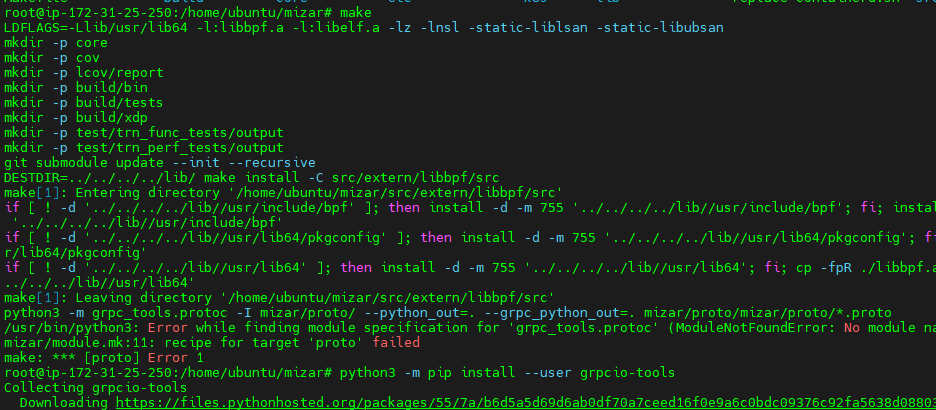 root@ip-172-31-25-250:/home/ubuntu/mizar# make
LDFLAGS=-Llib/usr/lib64 -l:libbpf.a -l:libelf.a -lz -lnsl -static-liblsan -static-libubsan
mkdir -p core
mkdir -p cov
mkdir -p lcov/report
mkdir -p build/bin
mkdir -p build/tests
mkdir -p build/xdp
mkdir -p test/trn_func_tests/output
mkdir -p test/trn_perf_tests/output
git submodule update --init --recursive
DESTDIR=../../../../lib/ make install -C src/extern/libbpf/src
make[1]: Entering directory '/home/ubuntu/mizar/src/extern/libbpf/src'
if [ ! -d '../../../../lib//usr/include/bpf' ]; then install -d -m 755 '../../../../lib//usr/include/bpf'; fi; instal
'../../../../lib//usr/include/bpf'
if [ ! -d '../../../../lib//usr/lib64/pkgconfig' ]; then install -d -m 755 '../../../../lib//usr/lib64/pkgconfig'; f
r/lib64/pkgconfig'
if [ ! -d '../../../../lib//usr/lib64' ]; then install -d -m 755 '../../../../lib//usr/lib64'; fi; cp -fpR ./libbpf.a
../../../../lib//usr/lib64'
make[1]: Leaving directory '/home/ubuntu/mizar/src/extern/libbpf/src'
python3 -m grpc_tools.protoc -I mizar/proto/ --python_out=. --grpc_python_out=. mizar/proto/mizar/proto/*.proto
/usr/bin/python3: Error while finding module specification for 'grpc_tools.protoc' (ModuleNotFoundError: No module na
mizar/module.mk:11: recipe for target 'proto' failed
make: *** [proto] Error 1
root@ip-172-31-25-250:/home/ubuntu/mizar# python3 -m pip install --user grpcio-tools
Collecting grpcio-tools
Downloading https://files.pythonhosted.org/packages/55/7a/b6d5a5d69d6ab0df70a7ceed16f0e9a6c0bdc09376c92fa5638d08803